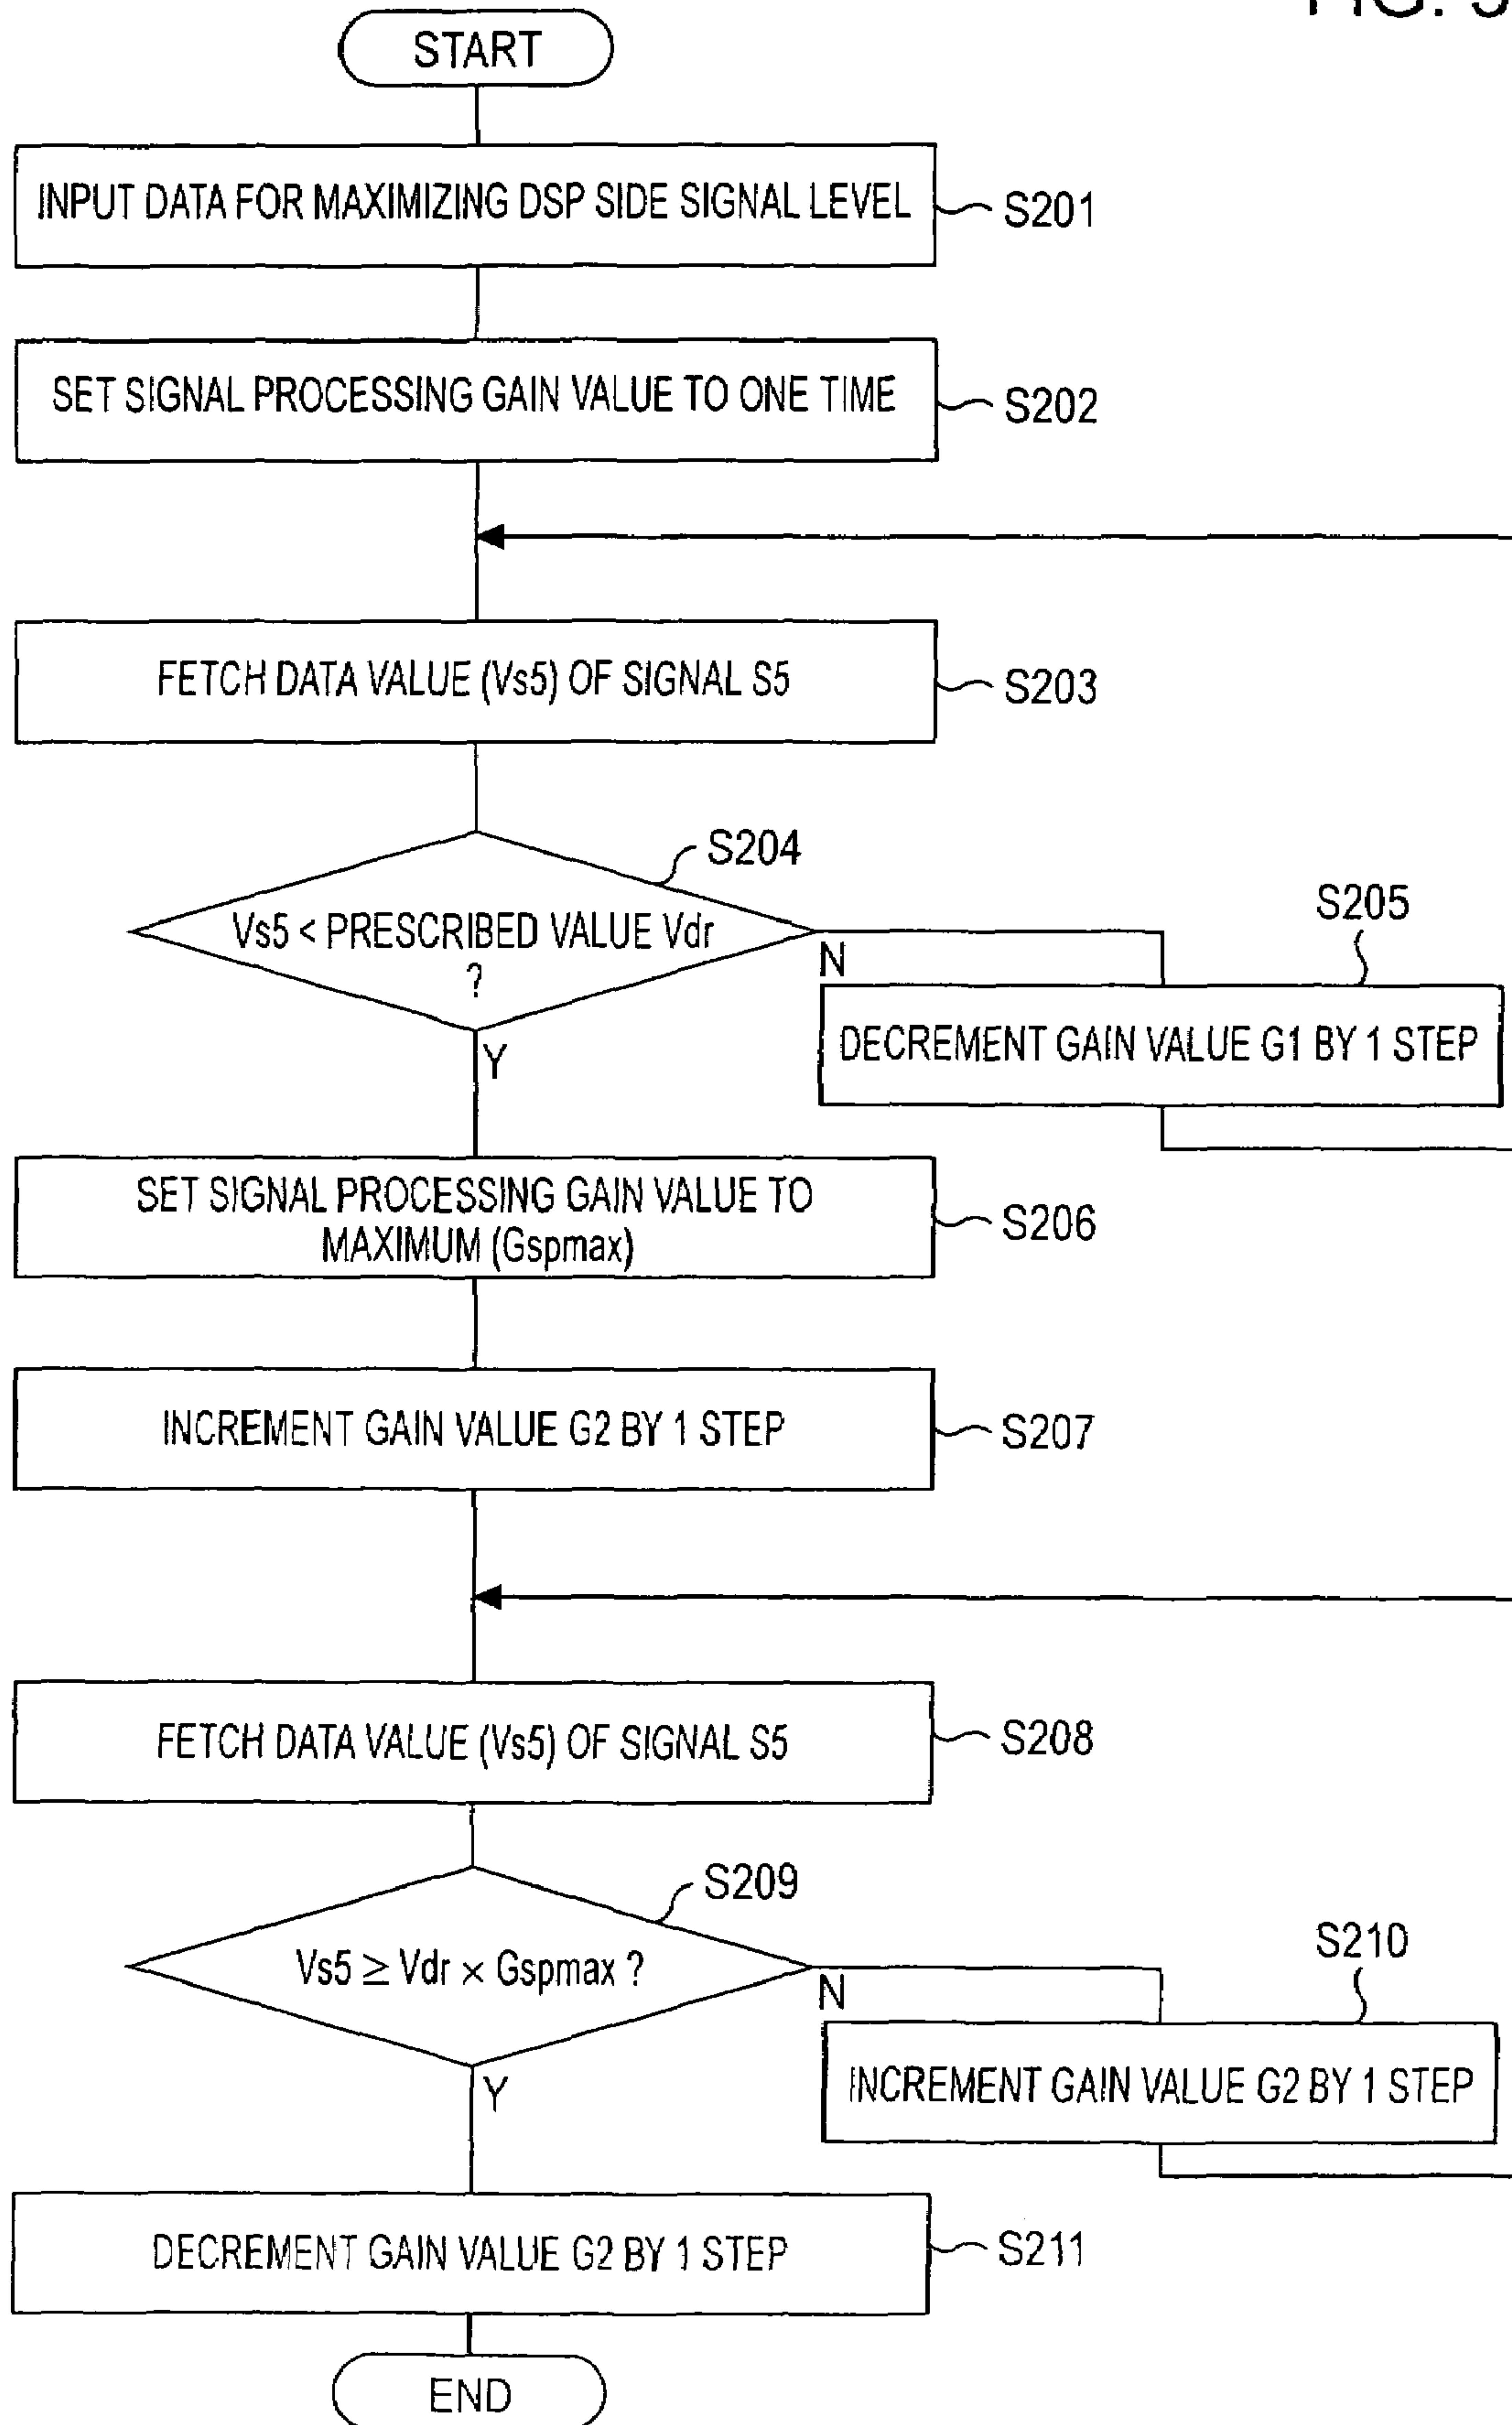 FIG. 5
START
INPUT DATA FOR MAXIMIZING DSP SIDE SIGNAL LEVEL
S201
SET SIGNAL PROCESSING GAIN VALUE TO ONE TIME
S202
FETCH DATA VALUE (Vs5) OF SIGNAL S5
S203
S204
Vs5 < PRESCRIBED VALUE Vdr
?
N
Y
S205
DECREMENT GAIN VALUE G1 BY 1 STEP
SET SIGNAL PROCESSING GAIN VALUE TO
MAXIMUM (Gspmax)
S206
INCREMENT GAIN VALUE G2 BY 1 STEP
S207
FETCH DATA VALUE (Vs5) OF SIGNAL S5
S208
S209
Vs5 ≥ Vdr × Gspmax ?
N
Y
S210
INCREMENT GAIN VALUE G2 BY 1 STEP
DECREMENT GAIN VALUE G2 BY 1 STEP
S211
END